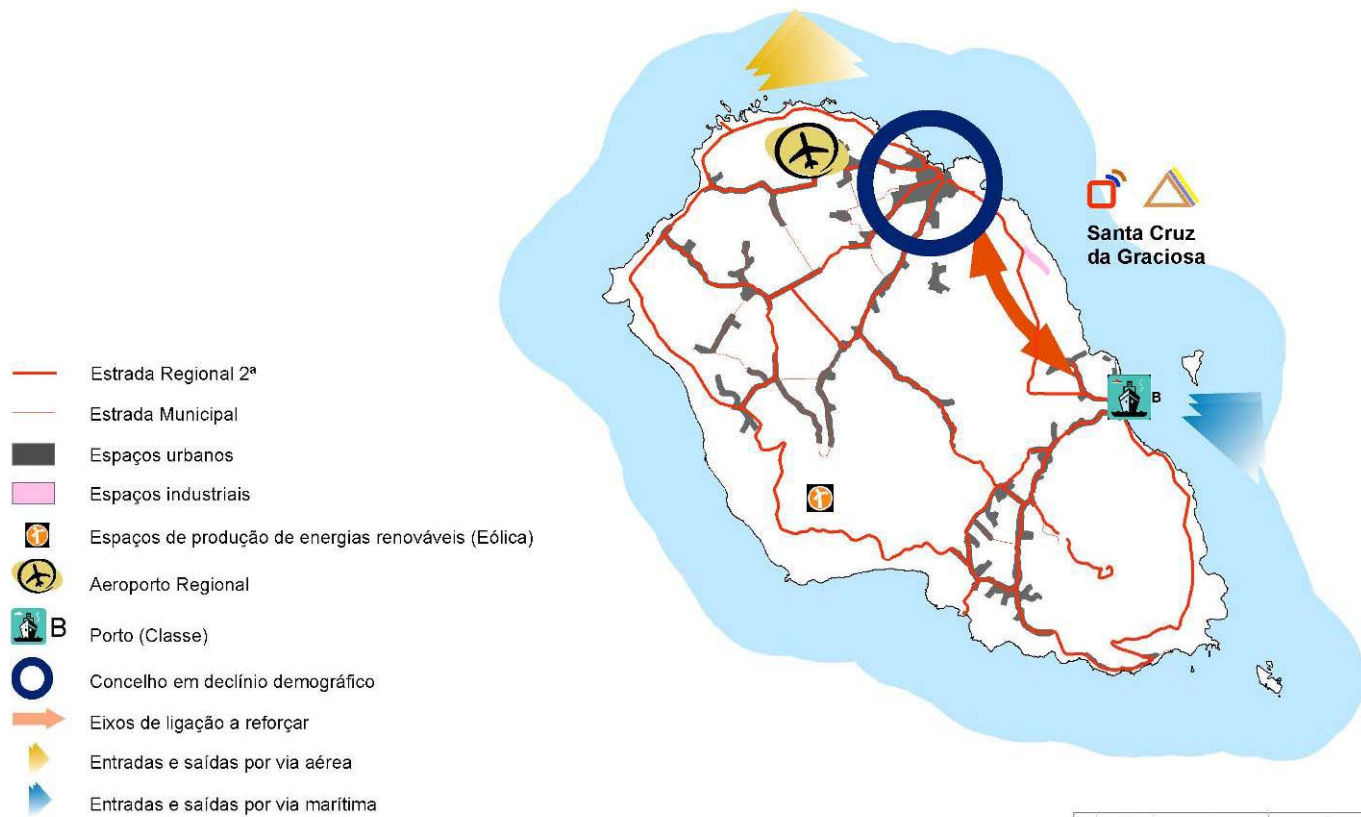 Santa Cruz
da Graciosa
B
Estrada Regional 2ª
Estrada Municipal
Espaços urbanos
Espaços industriais
Espaços de produção de energias renováveis (Eólica)
Aeroporto Regional
B Porto (Classe)
Concelho em declínio demográfico
Eixos de ligação a reforçar
Entradas e saídas por via aérea
Entradas e saídas por via marítima